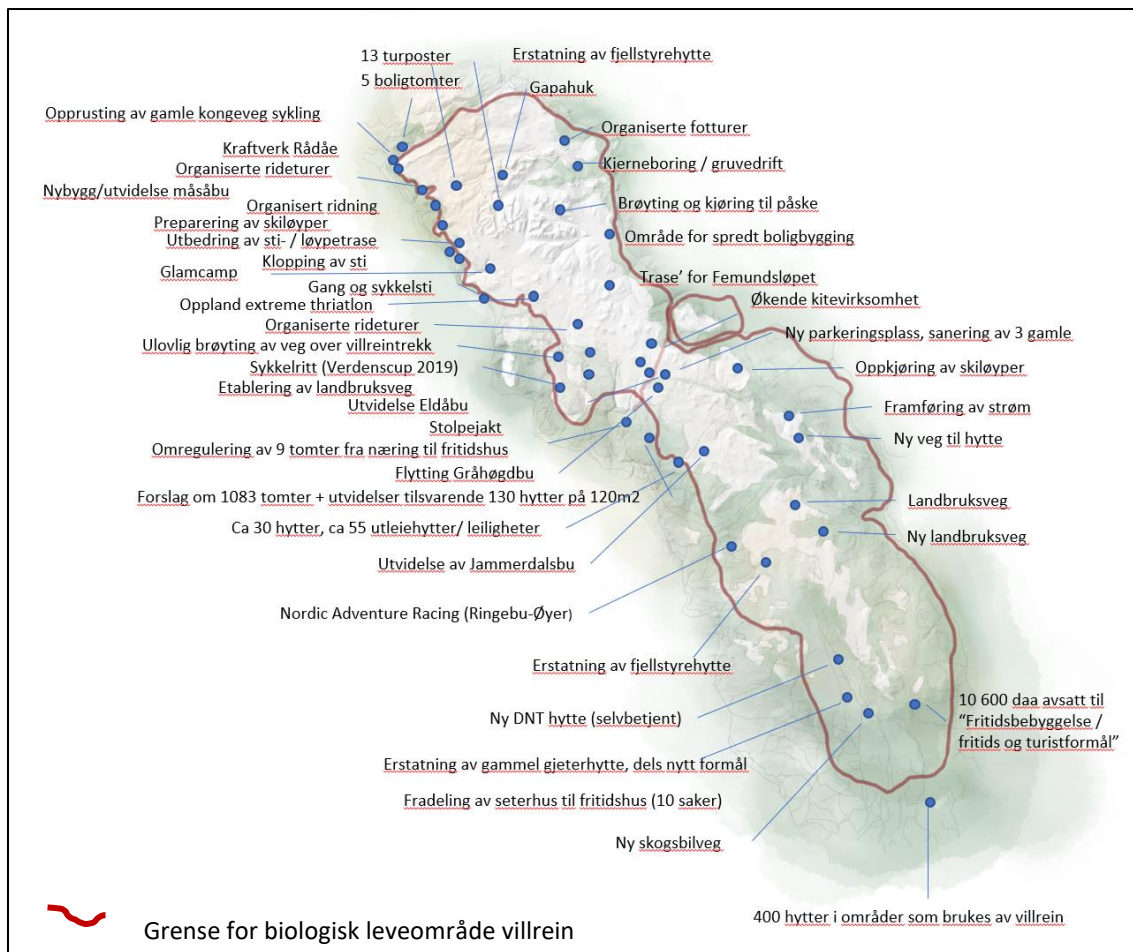 13 turposter
Erstatning av fjellstyrehytte
5 boligtomter
Gapahuk
Opprusting av gamle kongeveg sykling
Organiserte fotturer
Kraftverk Rådåe
Kjerneboring / gruvedrift
Organiserte rideturer
Nybygg/utvidelse måsåbu
Organisert ridning
Brøyting og kjøring til påske
Preparering av skiløyper
Område for spredt boligbygging
Utbedring av sti- / løypetrase
Klopping av sti
Glamcamp
Trase’ for Femundsløpet
Gang og sykkelsti
Økende kitevirksomhet
Oppland extreme thriatlon
Organiserte rideturer
Ny parkeringsplass, sanering av 3 gamle
Ulovlig brøyting av veg over villreintrekk
Sykkelritt (Verdenscup 2019)
Oppkjøring av skiløyper
Etablering av landbruksveg
Utvidelse Eldåbu
Framføring av strøm
Stolpejakt
Ny veg til hytte
Omregulering av 9 tomter fra næring til fritidshus
Flytting Gråhøgdbu
Forslag om 1083 tomter + utvidelser tilsvarende 130 hytter på 120m2
Landbruksveg
Ca 30 hytter, ca 55 utleiehytter/ leiligheter
Ny landbruksveg
Utvidelse av Jammerdalsbu
Nordic Adventure Racing (Ringebu-Øyer)
Erstatning av fjellstyrehytte
10 600 daa avsatt til
“Fritidsbebyggelse /
fritids og turistformål”
Ny DNT hytte (selvbetjent)
Erstatning av gammel gjeterhytte, dels nytt formål
Fradeling av seterhus til fritidshus (10 saker)
Ny skogsbilveg
400 hytter i områder som brukes av villrein
Grense for biologisk leveområde villrein